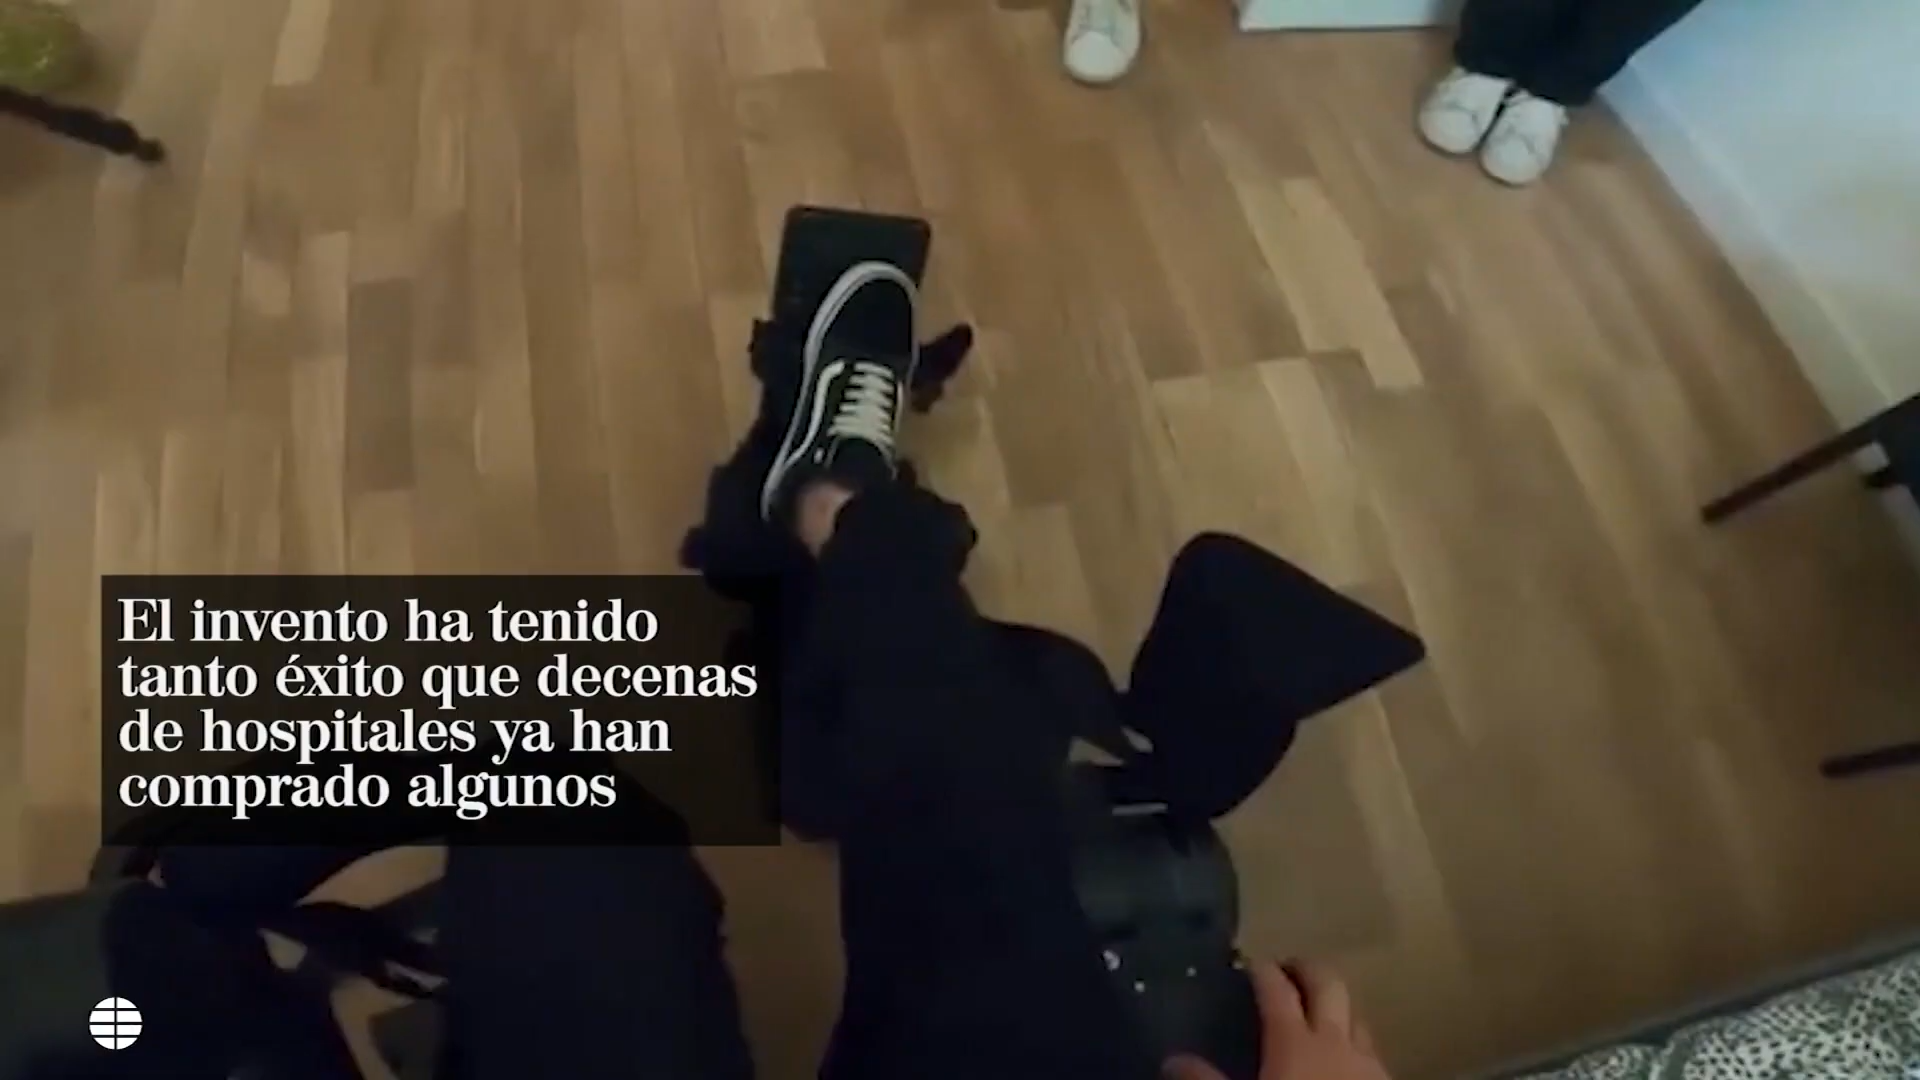 El invento ha tenido
tanto éxito que decenas
de hospitales ya han
comprado algunos